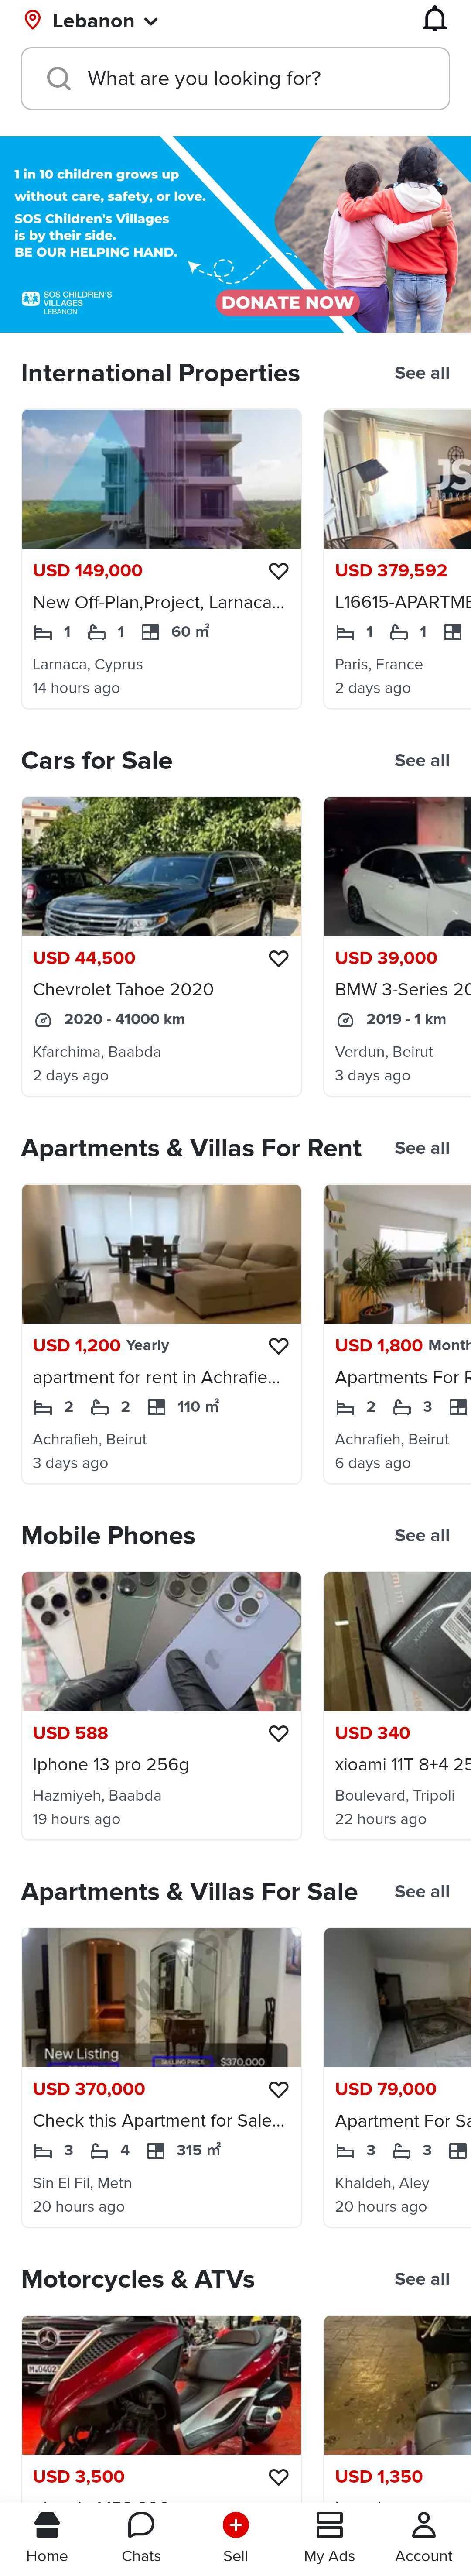 Lebanon
What are you looking for?
1 in 10 children grows up
without care, safety, or love.
SOS Children's Villages
is by their side.
BE OUR HELPING HAND.
SOS CHILDREN'S
VILLAGES
LEBANON
DONATE NOW
International Properties
See all
USD 149,000
New Off-Plan,Project, Larnaca...
1 1 60 m²
Larnaca, Cyprus
14 hours ago
JS
USD 379,592
L16615-APARTME
1 1
Paris, France
2 days ago
Cars for Sale
See all
USD 44,500
Chevrolet Tahoe 2020
2020 - 41000 km
Kfarchima, Baabda
2 days ago
USD 39,000
BMW 3-Series 20
2019 - 1 km
Verdun, Beirut
3 days ago
Apartments & Villas For Rent
See all
USD 1,200 Yearly
apartment for rent in Achrafie...
2 2 110 m²
Achrafieh, Beirut
3 days ago
USD 1,800 Month
Apartments For R
2 3
Achrafieh, Beirut
6 days ago
Mobile Phones
See all
USD 588
Iphone 13 pro 256g
Hazmiyeh, Baabda
19 hours ago
xiaomi
USD 340
xioami 11T 8+4 25
Boulevard, Tripoli
22 hours ago
Apartments & Villas For Sale
See all
New Listing
SELLING PRICE $370,000
USD 370,000
Check this Apartment for Sale...
3 4 315 m²
Sin El Fil, Metn
20 hours ago
USD 79,000
Apartment For Sa
3 3
Khaldeh, Aley
20 hours ago
Motorcycles & ATVs
See all
USD 3,500
USD 1,350
Home
Chats
Sell
My Ads
Account